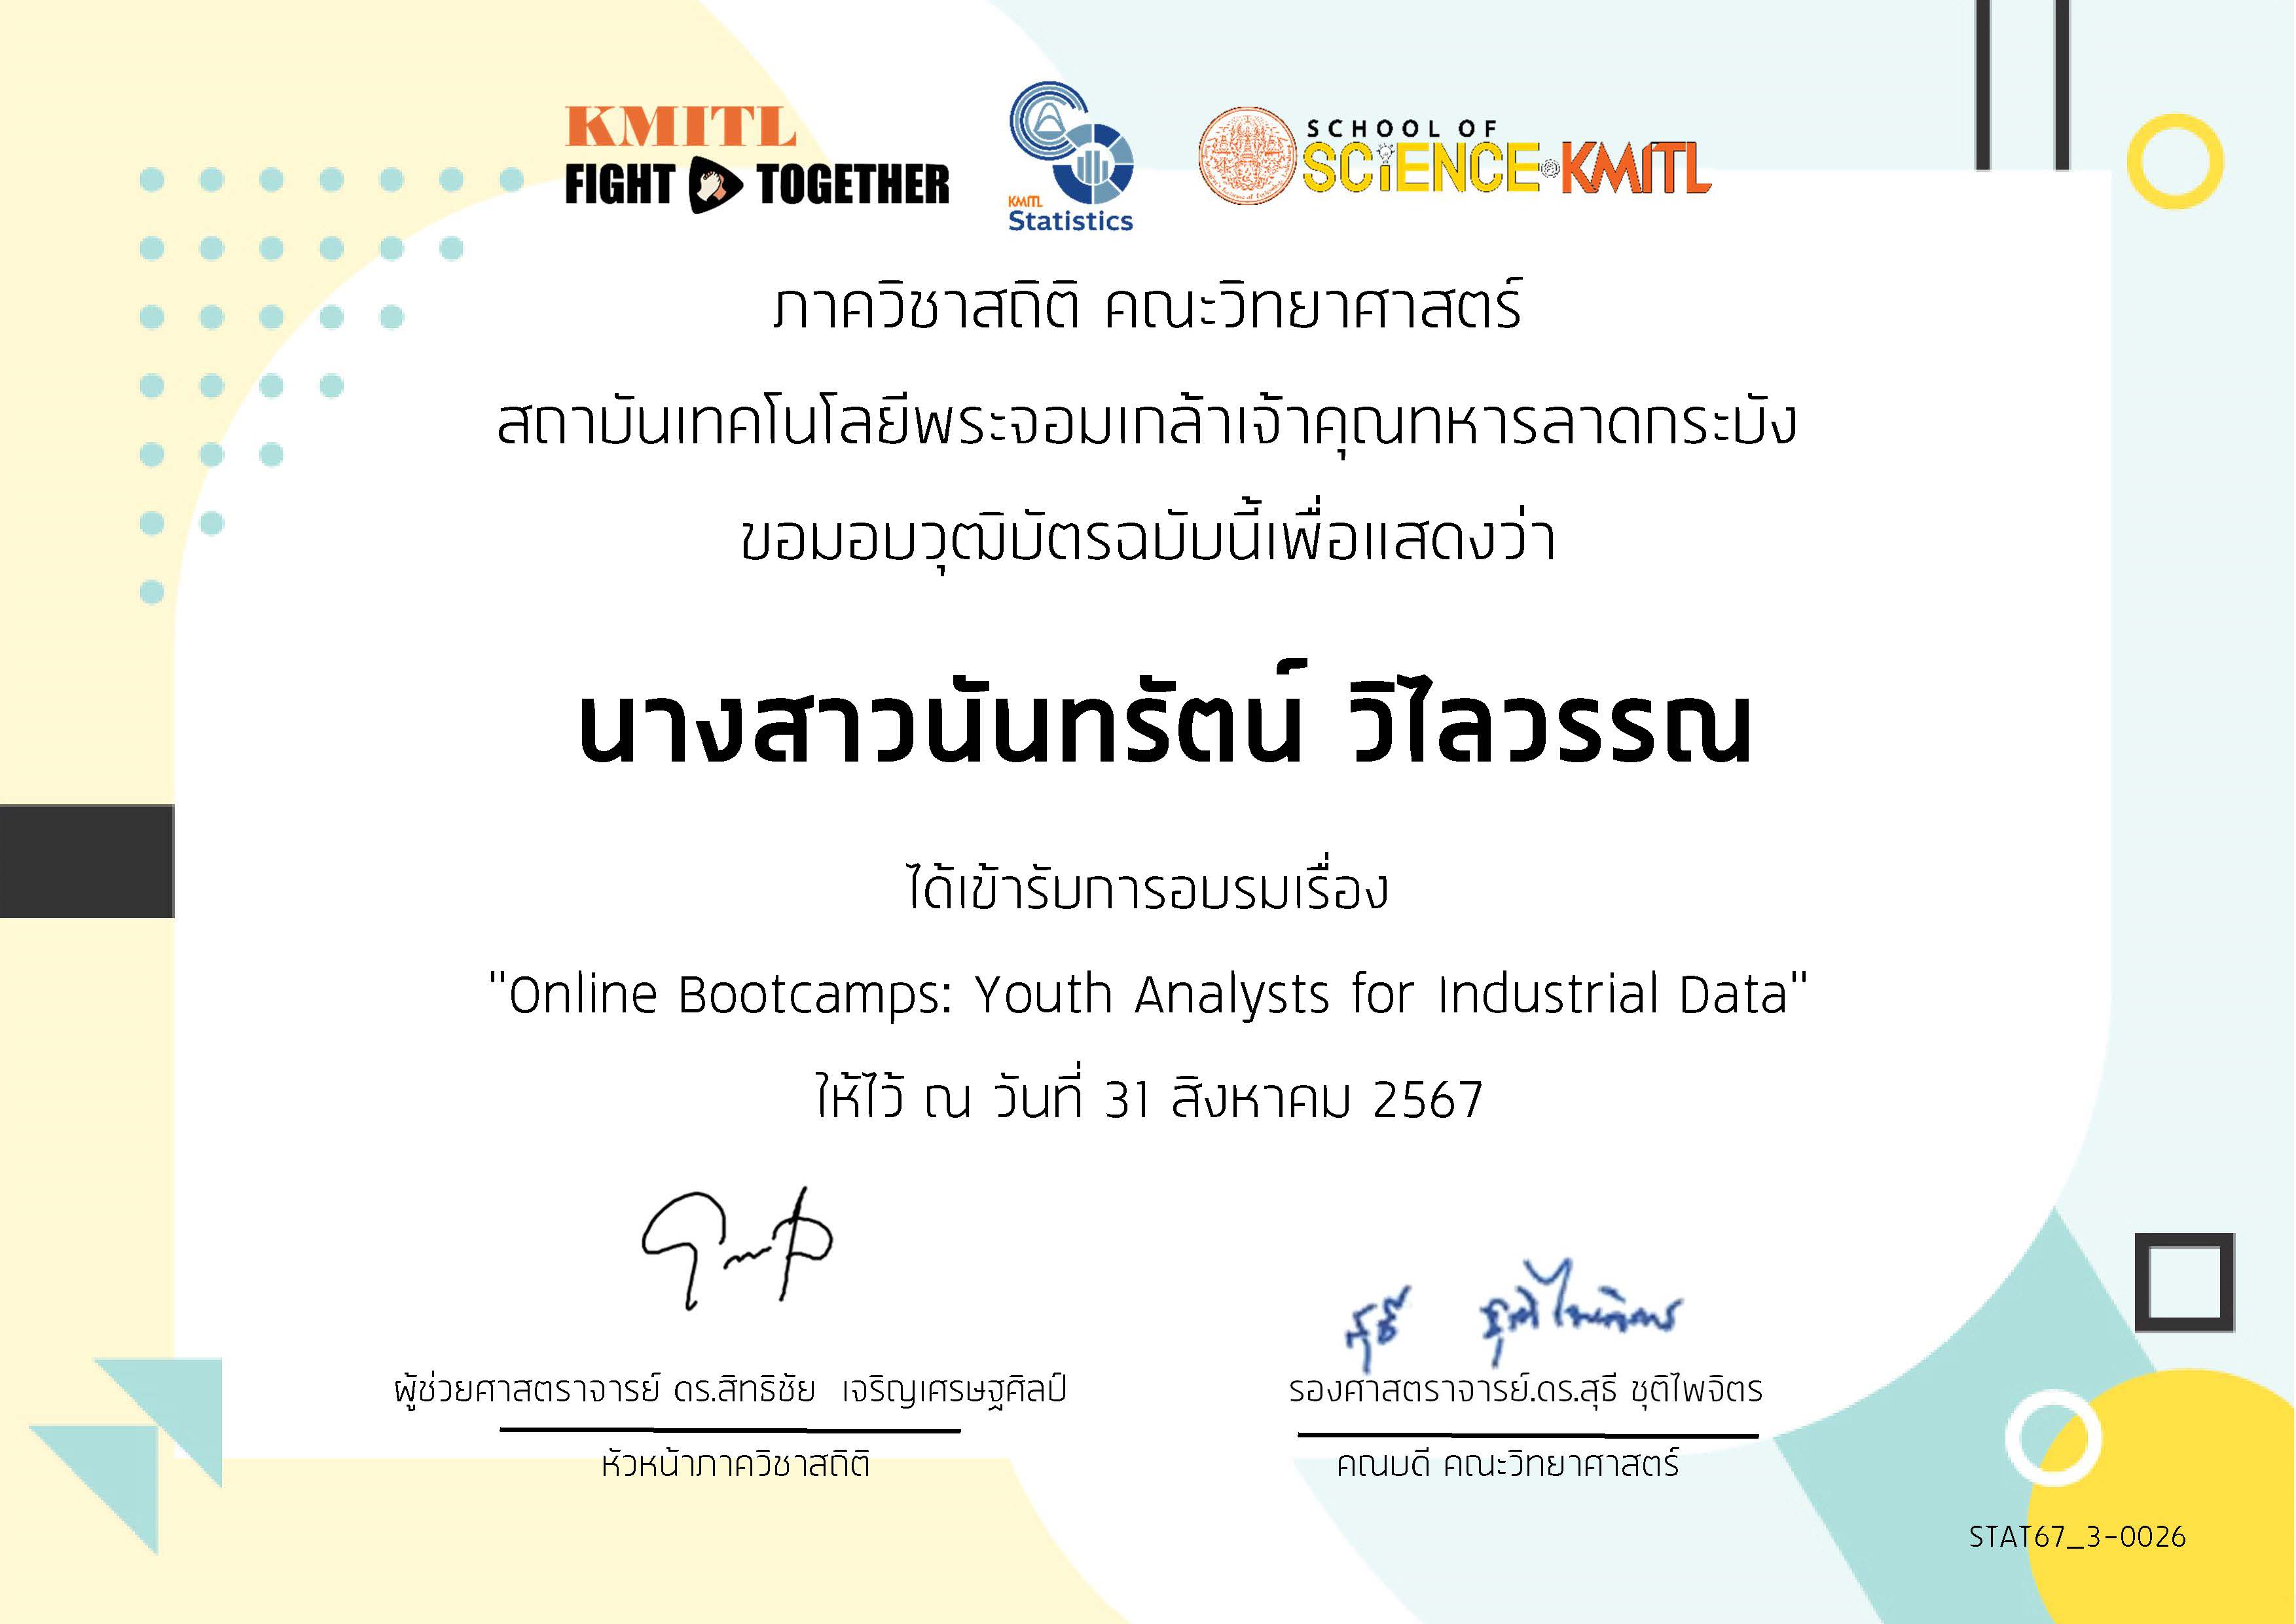 KMITL
FIGHT TOGETHER
KMITL
Statistics
SCHOOL OF
SCiENCE KMITL
ภาควิชาสถิติ คณะวิทยาศาสตร์
สถาบันเทคโนโลยีพระจอมเกล้าเจ้าคุณทหารลาดกระบัง
ขอมอบวุฒิบัตรฉบับนี้เพื่อแสดงว่า
นางสาวนันทรัตน์ วิไลวรรณ
ได้เข้ารับการอบรมเรื่อง
"Online Bootcamps: Youth Analysts for Industrial Data"
ให้ไว้ ณ วันที่ 31 สิงหาคม 2567
สุธี ชุติไพจิตร
ผู้ช่วยศาสตราจารย์ ดร.สิทธิชัย เจริญเศรษฐศิลป์
รองศาสตราจารย์.ดร.สุธี ชุติไพจิตร
หัวหน้าภาควิชาสถิติ
คณบดี คณะวิทยาศาสตร์
STAT67_3-0026